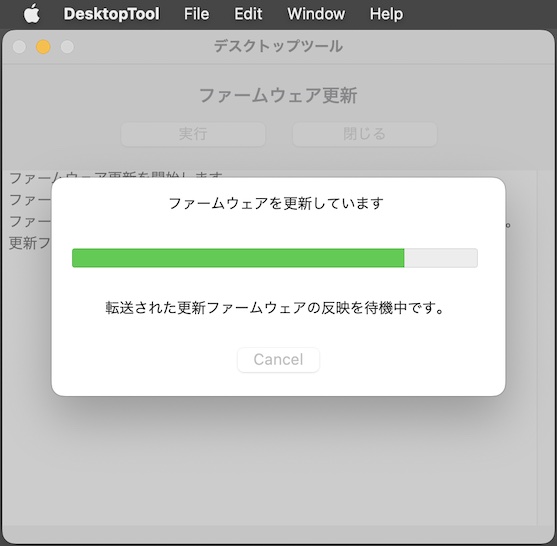 DesktopTool File Edit Window Help
デスクトップツール
ファームウェア更新
実行 閉じる
ファームウェア更新を開始します
ファー
ファー
更新フ
ファームウェアを更新しています
転送された更新ファームウェアの反映を待機中です。
Cancel